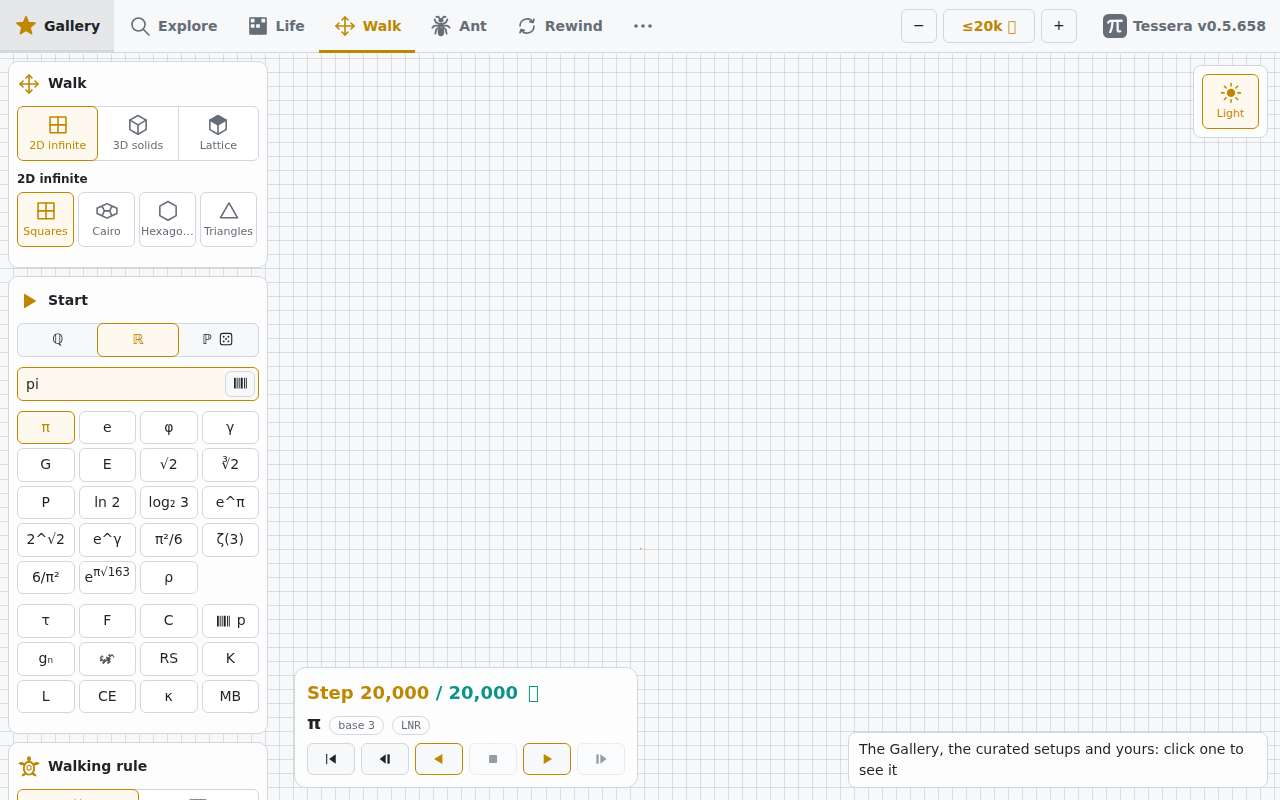 Gallery
Explore
Life
Walk
Ant
Rewind
−
≤20k
+
Tessera v0.5.658
Walk
2D infinite
3D solids
Lattice
2D infinite
Squares
Cairo
Hexago...
Triangles
Light
Start
ℚ
ℝ
ℙ
pi
π
e
φ
γ
G
E
√2
∛2
P
ln 2
log₂ 3
e^π
2^√2
e^γ
π²/6
ζ(3)
6/π²
e^π√163
ρ
τ
F
C
p
gₙ
RS
K
L
CE
κ
MB
Walking rule
Step 20,000 / 20,000
π base 3 LNR
The Gallery, the curated setups and yours: click one to
see it